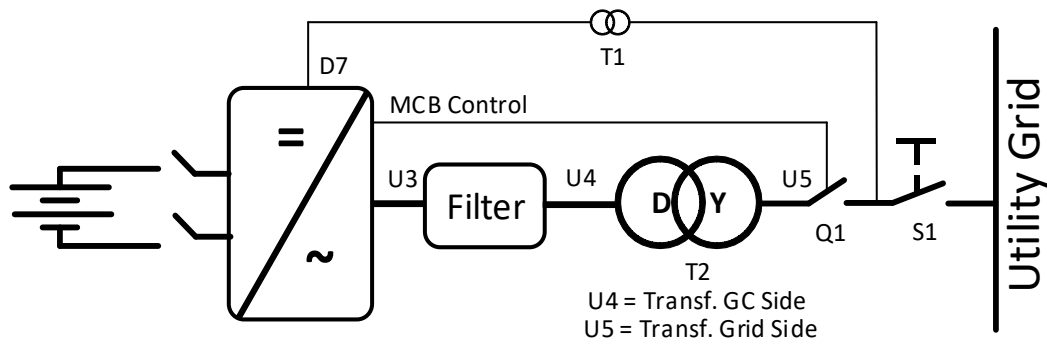 T1
D7
MCB Control
=
~
U3
Filter
U4
D
Y
U5
Q1
S1
T2
U4 = Transf. GC Side
U5 = Transf. Grid Side
Utility Grid